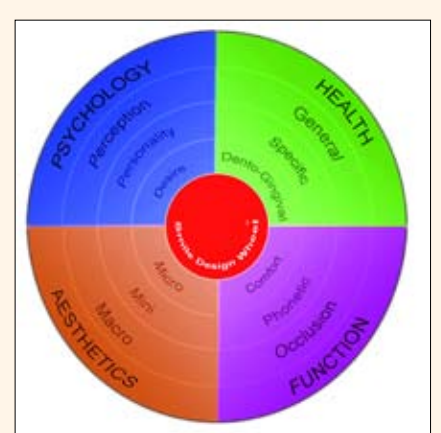 PSYCHOLOGY
Perception
Personality
Desire
HEALTH
General
Specific
Dento-Gingival
Smile Design Wheel
AESTHETICS
Macro
Mini
Micro
FUNCTION
Occlusion
Phonetic
Comfort